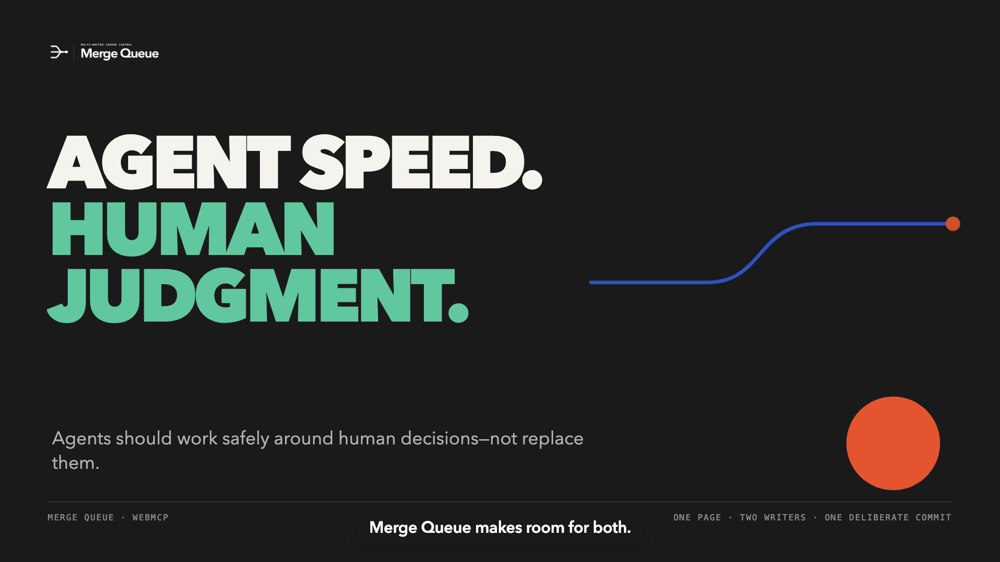 MULTI-WRITER CHANGE CONTROL
Merge Queue
AGENT SPEED.
HUMAN
JUDGMENT.
Agents should work safely around human decisions—not replace
them.
MERGE QUEUE · WEBMCP
ONE PAGE · TWO WRITERS · ONE DELIBERATE COMMIT
Merge Queue makes room for both.